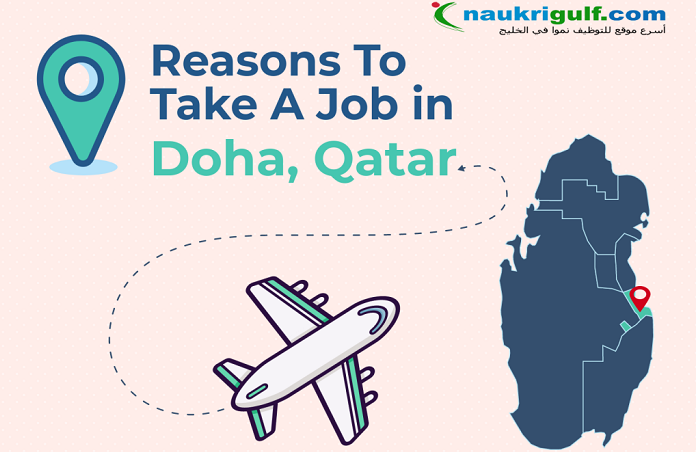 naukrigulf.com
أسرع موقع للتوظيف نموا في الخليج
Reasons To
Take A Job in
Doha, Qatar